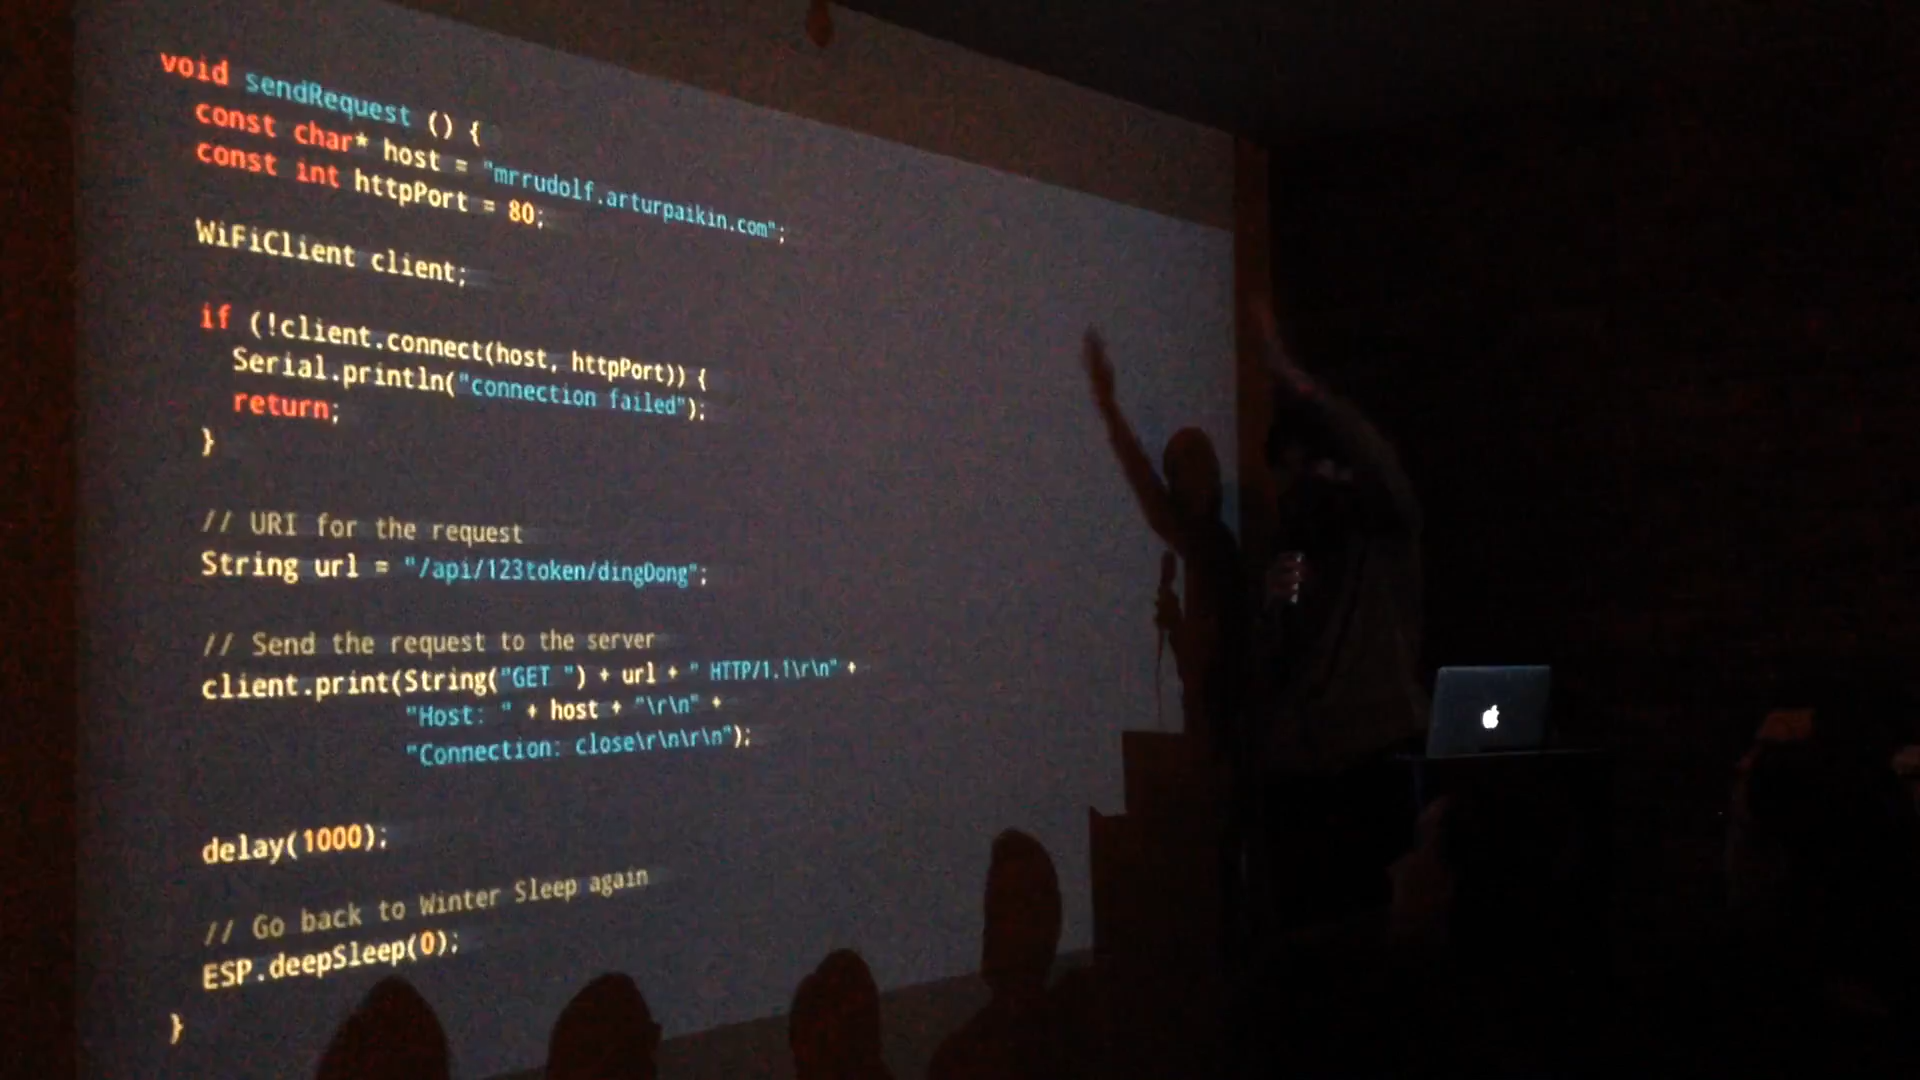 void sendRequest () {
const char* host = "mrrudolf.arturpaikin.com";
const int httpPort = 80;
WiFiClient client;
if (!client.connect(host, httpPort)) {
Serial.println("connection failed");
return;
}
// URI for the request
String url = "/api/123token/dingDong";
// Send the request to the server
client.print(String("GET ") + url + " HTTP/1.1\r\n" +
"Host: " + host + "\r\n" +
"Connection: close\r\n\r\n");
delay(1000);
// Go back to Winter Sleep again
ESP.deepSleep(0);
}